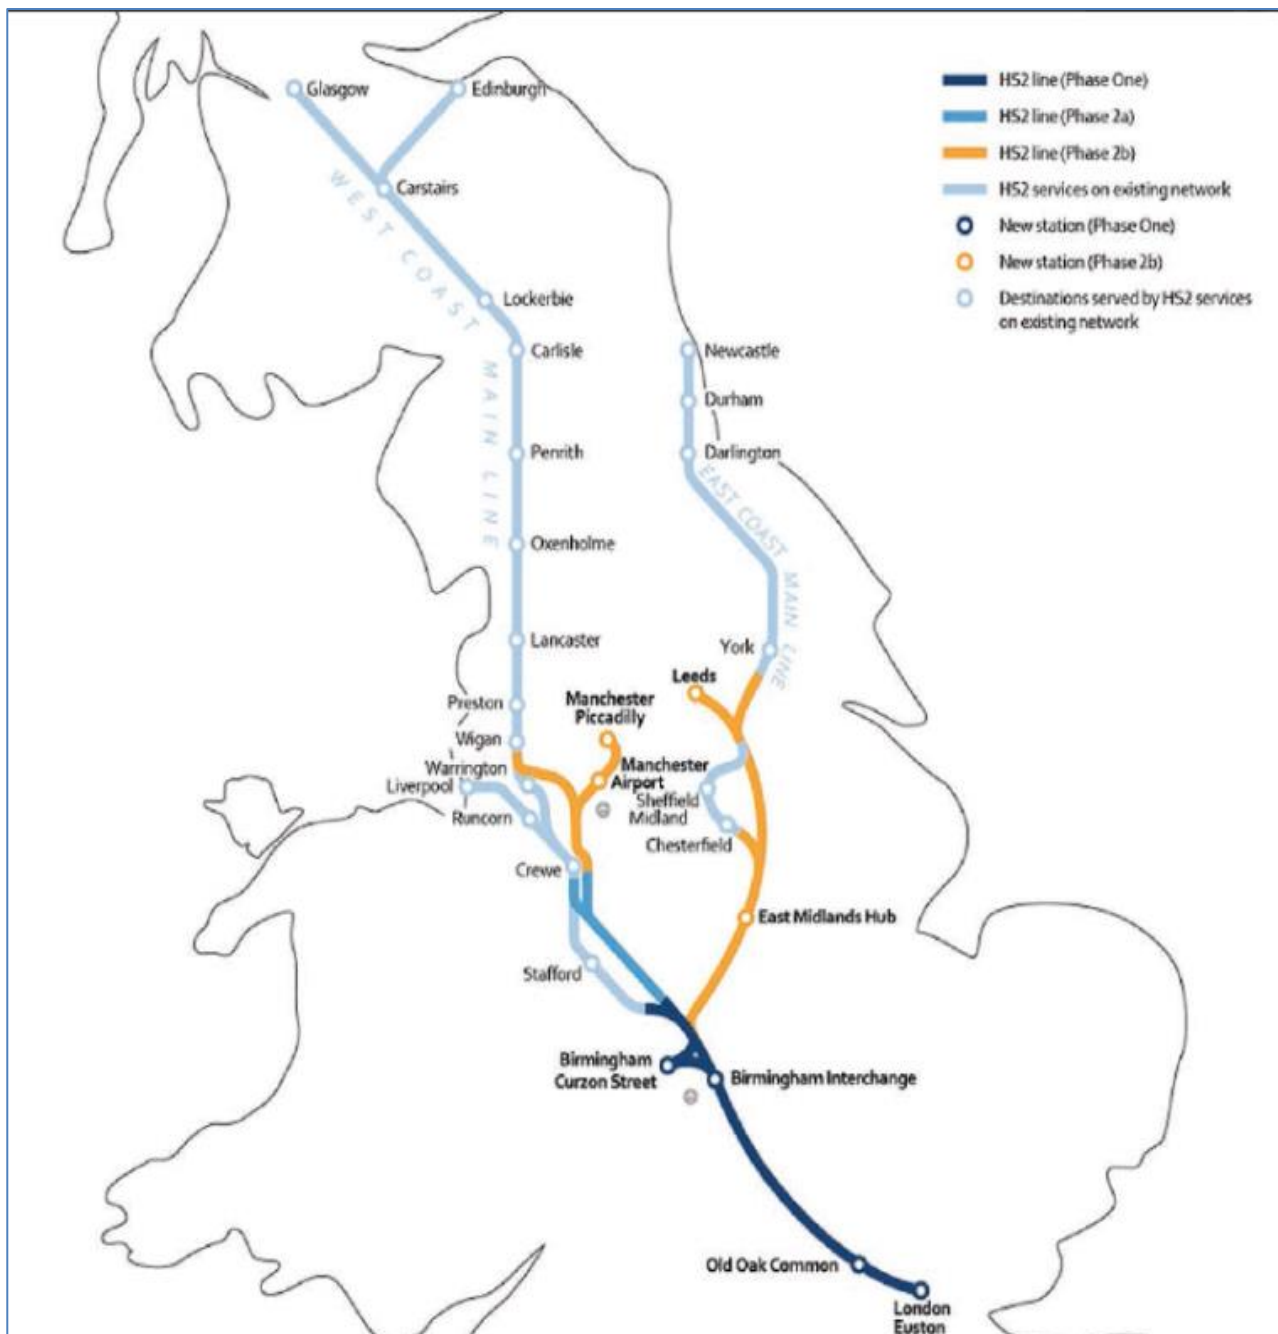 HS2 line (Phase One)
HS2 line (Phase 2a)
HS2 line (Phase 2b)
HS2 services on existing network
New station (Phase One)
New station (Phase 2b)
Destinations served by HS2 services
on existing network
Glasgow
Edinburgh
Carstairs
WEST COAST MAIN LINE
Lockerbie
Carlisle
Newcastle
Durham
Penrith
Darlington
EAST COAST MAIN LINE
Oxenholme
Lancaster
York
Leeds
Preston
Manchester
Piccadilly
Wigan
Warrington
Manchester
Airport
Liverpool
Sheffield
Midland
Runcorn
Chesterfield
Crewe
East Midlands Hub
Stafford
Birmingham
Curzon Street
Birmingham Interchange
Old Oak Common
London
Euston